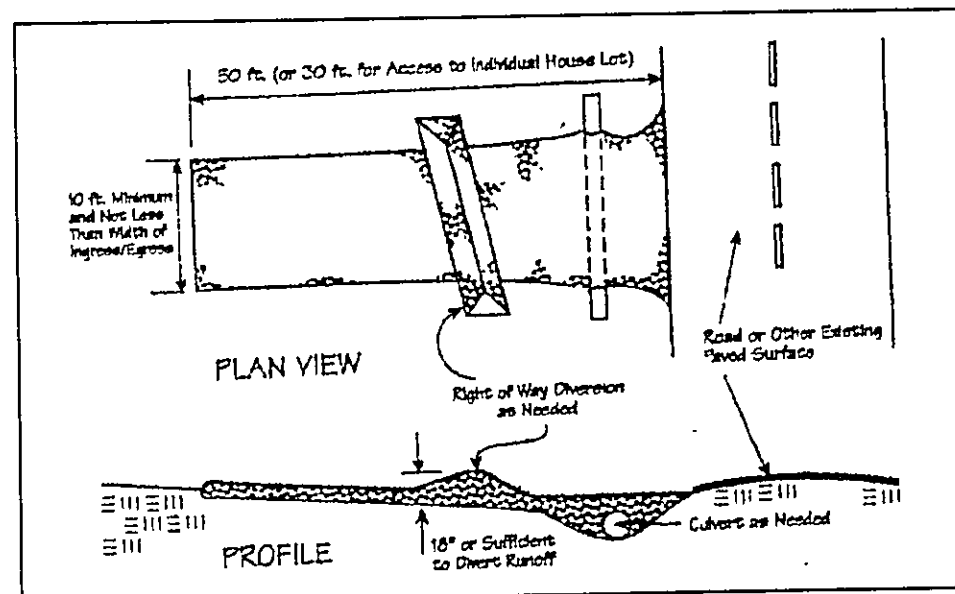 50 ft. (or 30 ft. for Access to Individual House Lot)
10 ft. Minimum
and Not Less
Than Width of
Ingress/Egress
PLAN VIEW
Road or Other Existing
Paved Surface
Right of Way Diversion
as Needed
Culvert as Needed
18" or Sufficient
to Divert Runoff
PROFILE